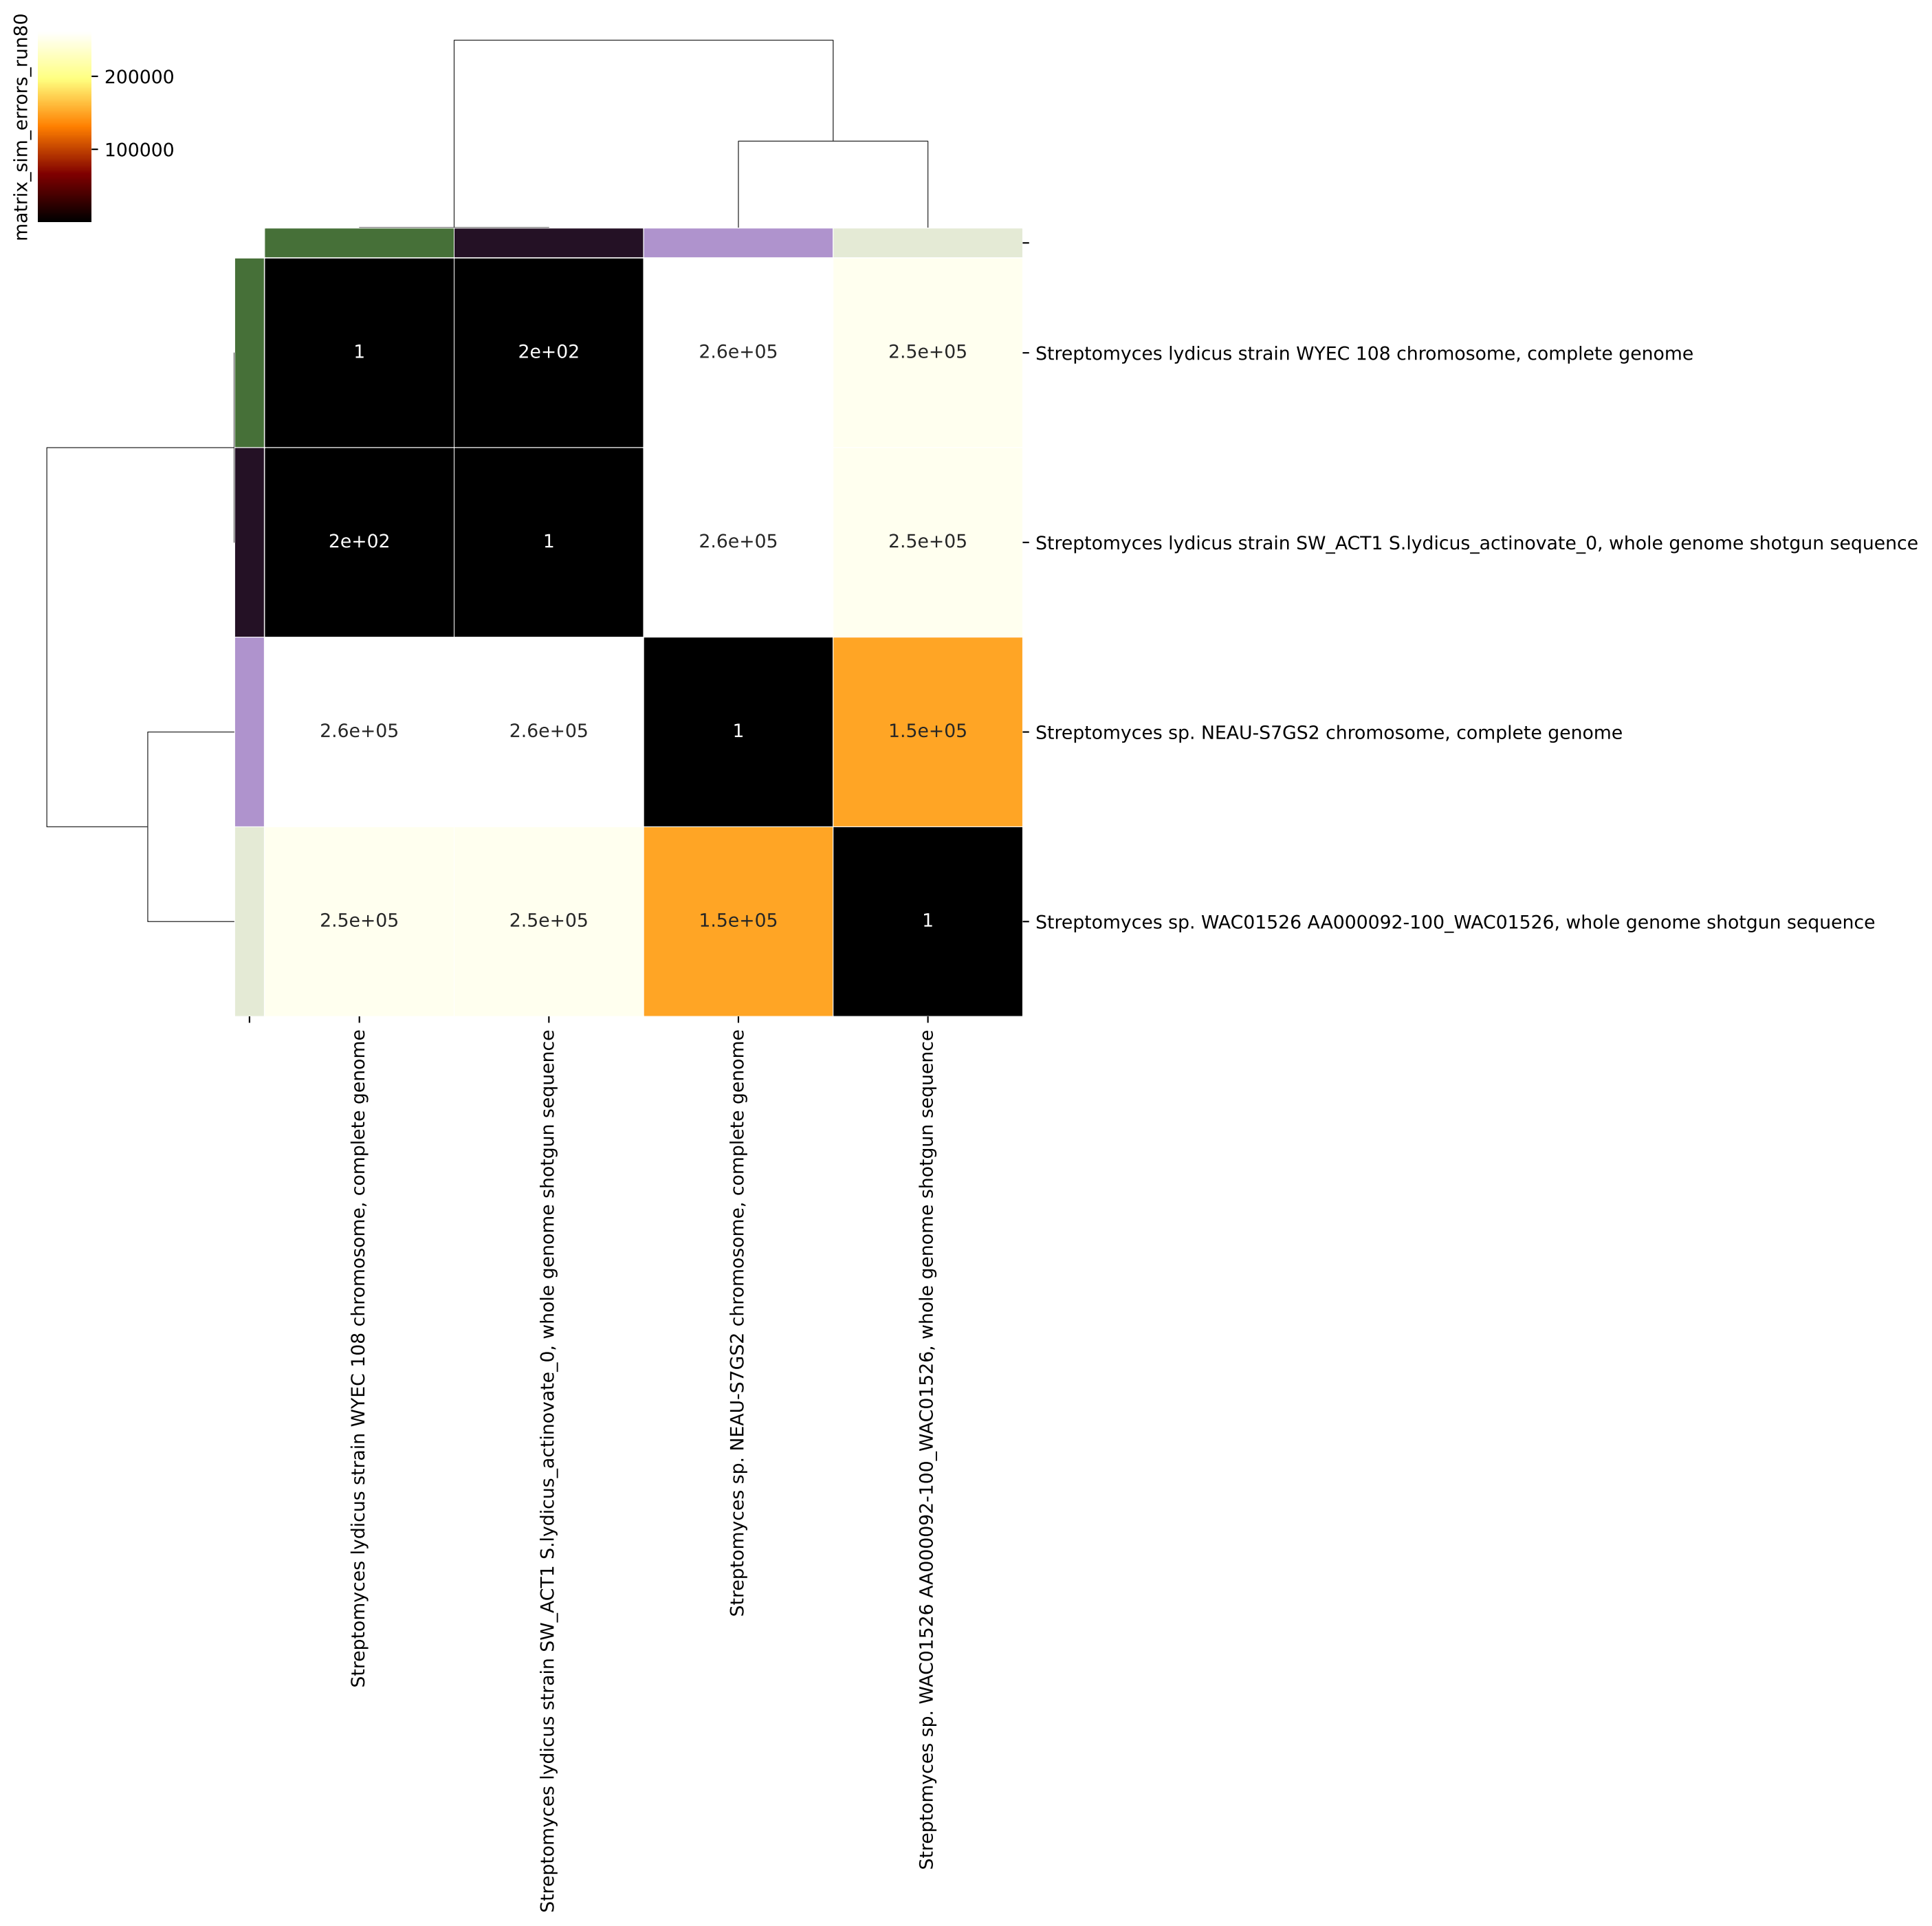 matrix_sim_errors_run80
200000
100000
1 2e+02 2.6e+05 2.5e+05 Streptomyces lydicus strain WYEC 108 chromosome, complete genome
2e+02 1 2.6e+05 2.5e+05 Streptomyces lydicus strain SW_ACT1 S.lydicus_actinovate_0, whole genome shotgun sequence
2.6e+05 2.6e+05 1 1.5e+05 Streptomyces sp. NEAU-S7GS2 chromosome, complete genome
2.5e+05 2.5e+05 1.5e+05 1 Streptomyces sp. WAC01526 AA000092-100_WAC01526, whole genome shotgun sequence
Streptomyces lydicus strain WYEC 108 chromosome, complete genome
Streptomyces lydicus strain SW_ACT1 S.lydicus_actinovate_0, whole genome shotgun sequence
Streptomyces sp. NEAU-S7GS2 chromosome, complete genome
Streptomyces sp. WAC01526 AA000092-100_WAC01526, whole genome shotgun sequence